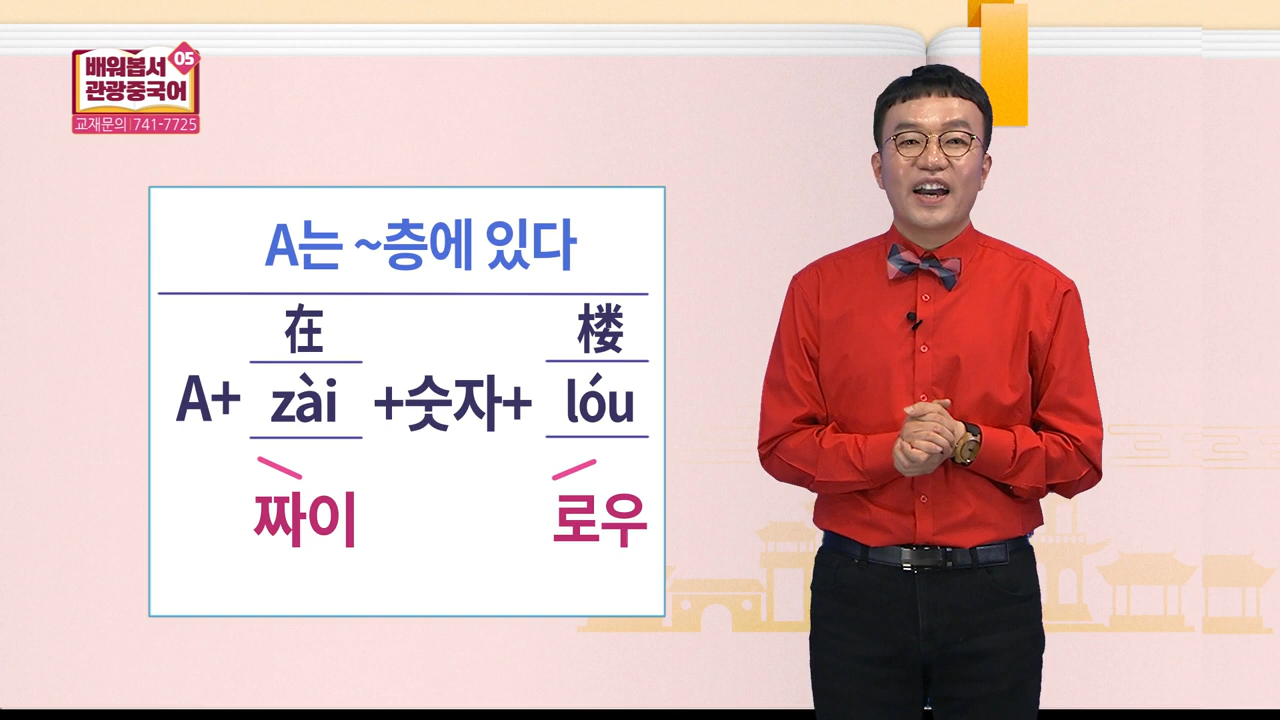 배워봅서 05
관광중국어
교재문의|741-7725
A는 ~층에 있다
在 楼
A+ zài +숫자+ lóu
짜이 로우